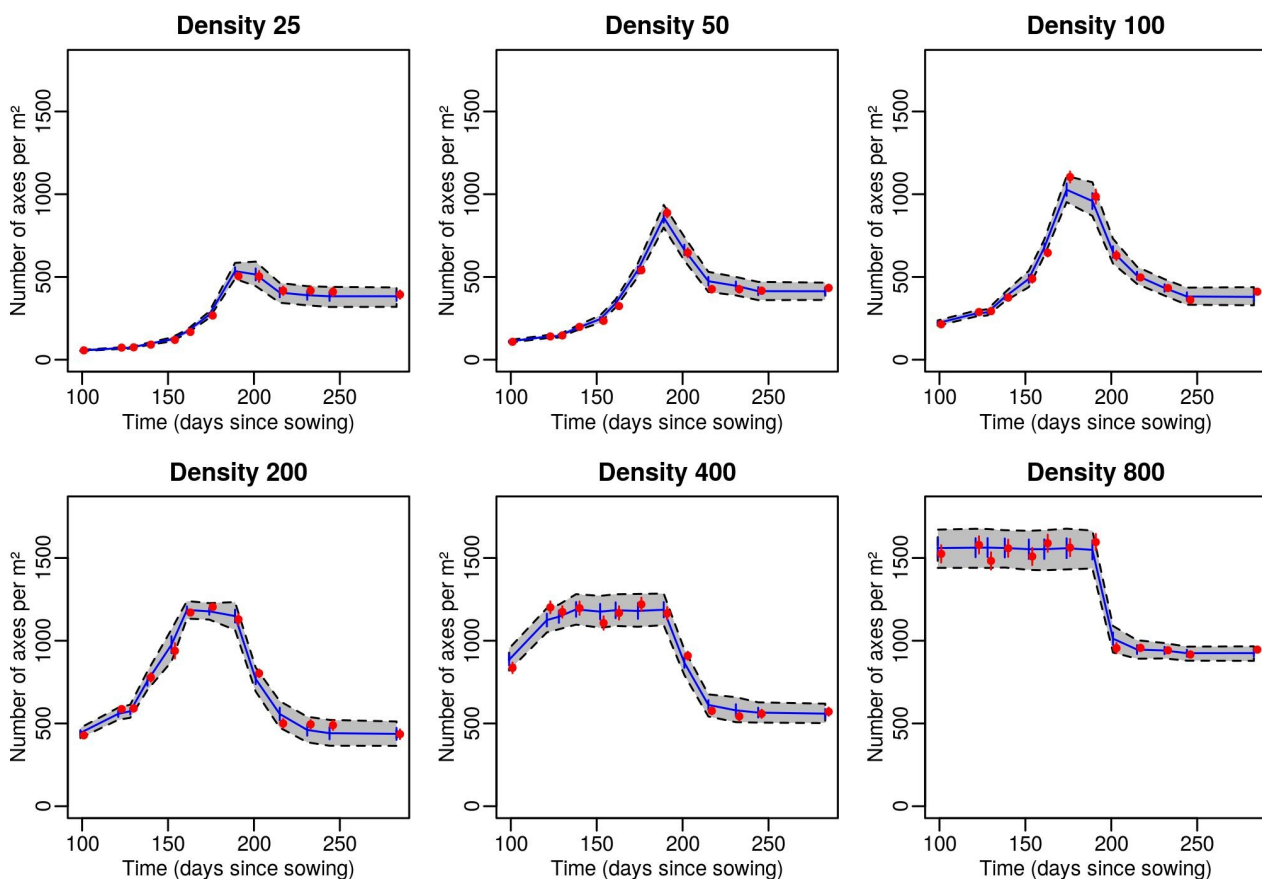 Density 25
Number of axes per m²
0
500
1000
1500
100
150
200
250
Time (days since sowing)
Density 50
Number of axes per m²
0
500
1000
1500
100
150
200
250
Time (days since sowing)
Density 100
Number of axes per m²
0
500
1000
1500
100
150
200
250
Time (days since sowing)
Density 200
Number of axes per m²
0
500
1000
1500
100
150
200
250
Time (days since sowing)
Density 400
Number of axes per m²
0
500
1000
1500
100
150
200
250
Time (days since sowing)
Density 800
Number of axes per m²
0
500
1000
1500
100
150
200
250
Time (days since sowing)